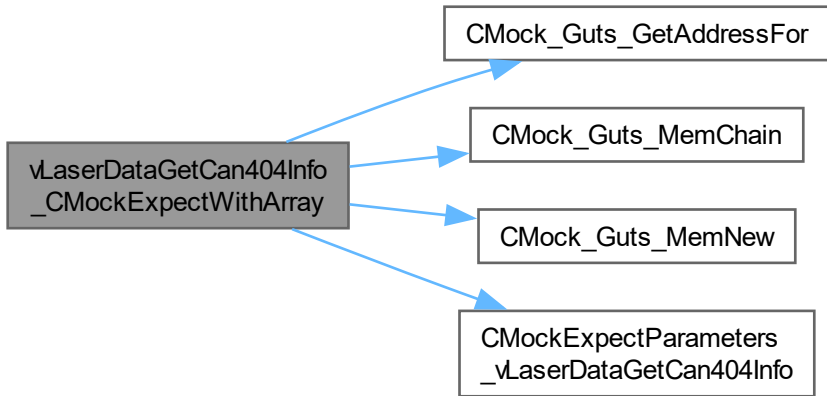 CMock_Guts_GetAddressFor
CMock_Guts_MemChain
vLaserDataGetCan404Info
_CMockExpectWithArray
CMock_Guts_MemNew
CMockExpectParameters
_vLaserDataGetCan404Info